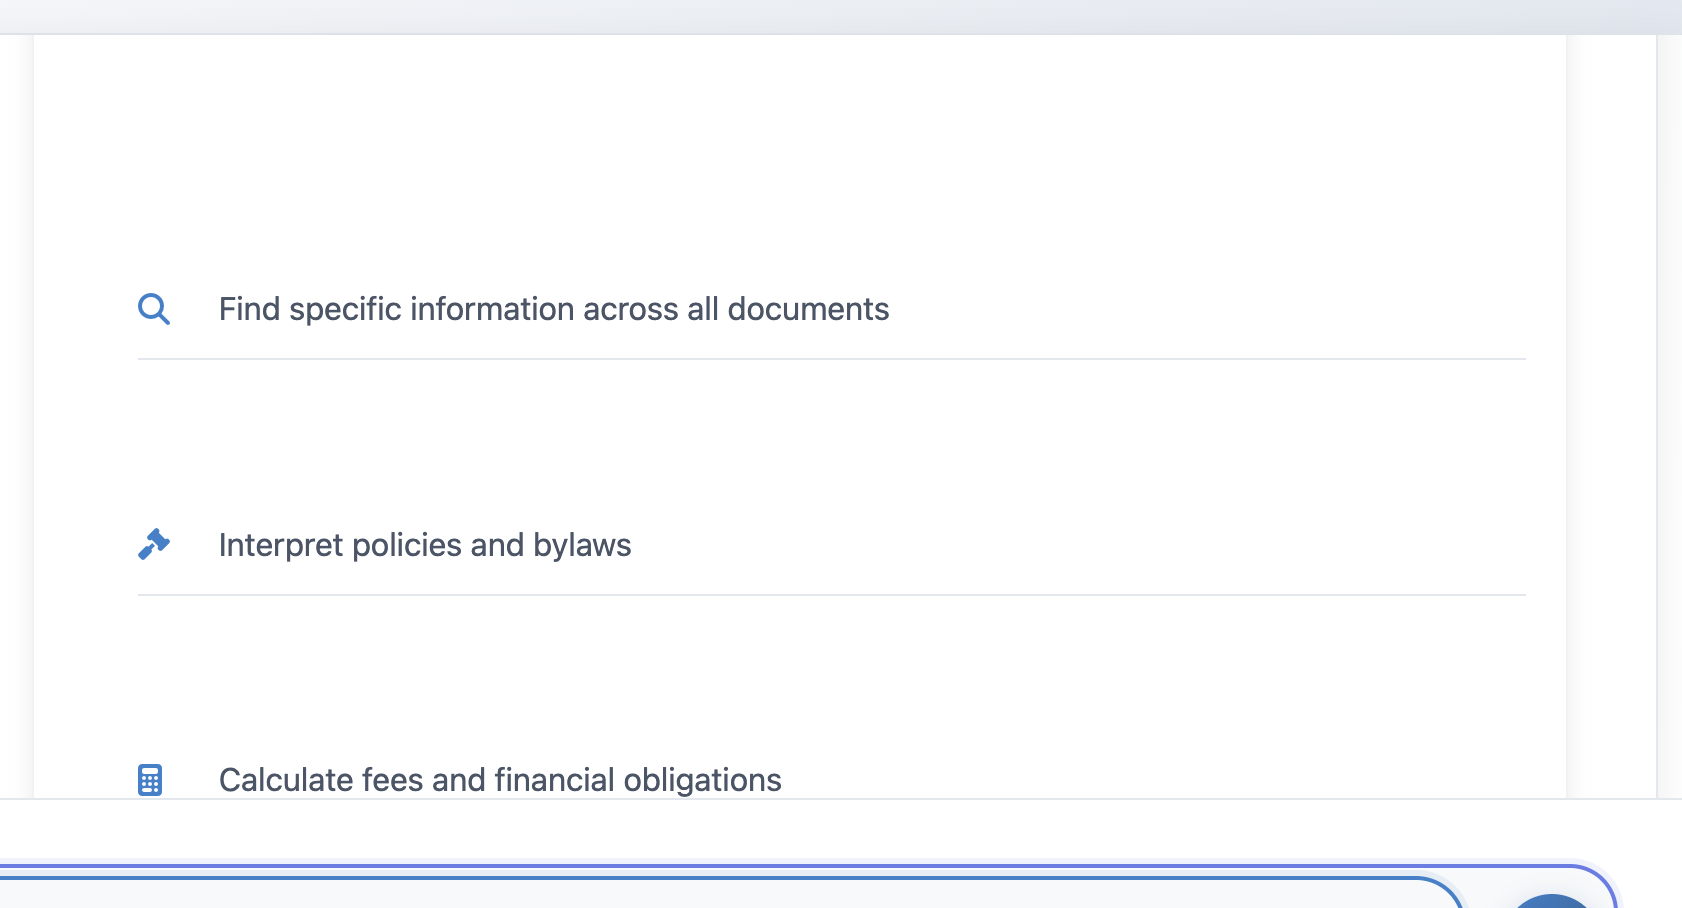 Find specific information across all documents
Interpret policies and bylaws
Calculate fees and financial obligations